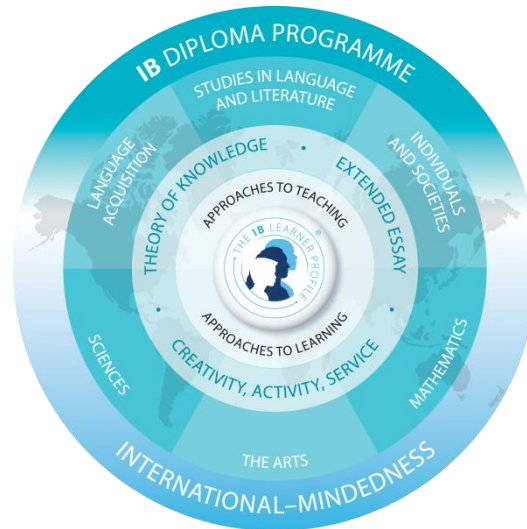 IB DIPLOMA PROGRAMME
STUDIES IN LANGUAGE
AND LITERATURE
LANGUAGE
ACQUISITION
INDIVIDUALS
AND SOCIETIES
THEORY OF KNOWLEDGE
•
EXTENDED ESSAY
APPROACHES TO TEACHING
THE IB LEARNER PROFILE
®
APPROACHES TO LEARNING
•
CREATIVITY, ACTIVITY, SERVICE
•
SCIENCES
MATHEMATICS
THE ARTS
INTERNATIONAL–MINDEDNESS